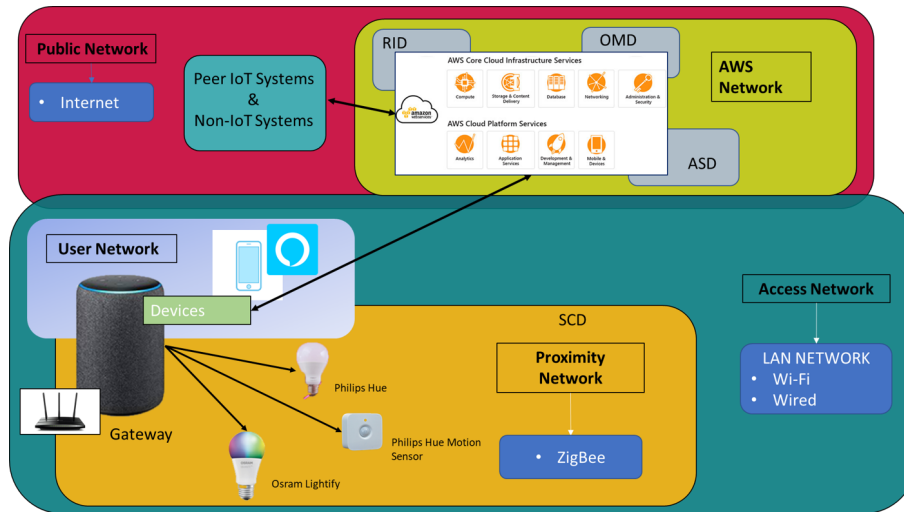 Public Network
• Internet
Peer IoT Systems
&
Non-IoT Systems
RID
OMD
AWS
Network
ASD
AWS Core Cloud Infrastructure Services
Compute
Storage & Content
Delivery
Database
Networking
Administration &
Security
amazon
webservices
AWS Cloud Platform Services
Analytics
Application
Services
Development &
Management
Mobile &
Devices
User Network
Devices
Gateway
SCD
Philips Hue
Philips Hue Motion
Sensor
Osram Lightify
Proximity
Network
• ZigBee
Access Network
LAN NETWORK
• Wi-Fi
• Wired